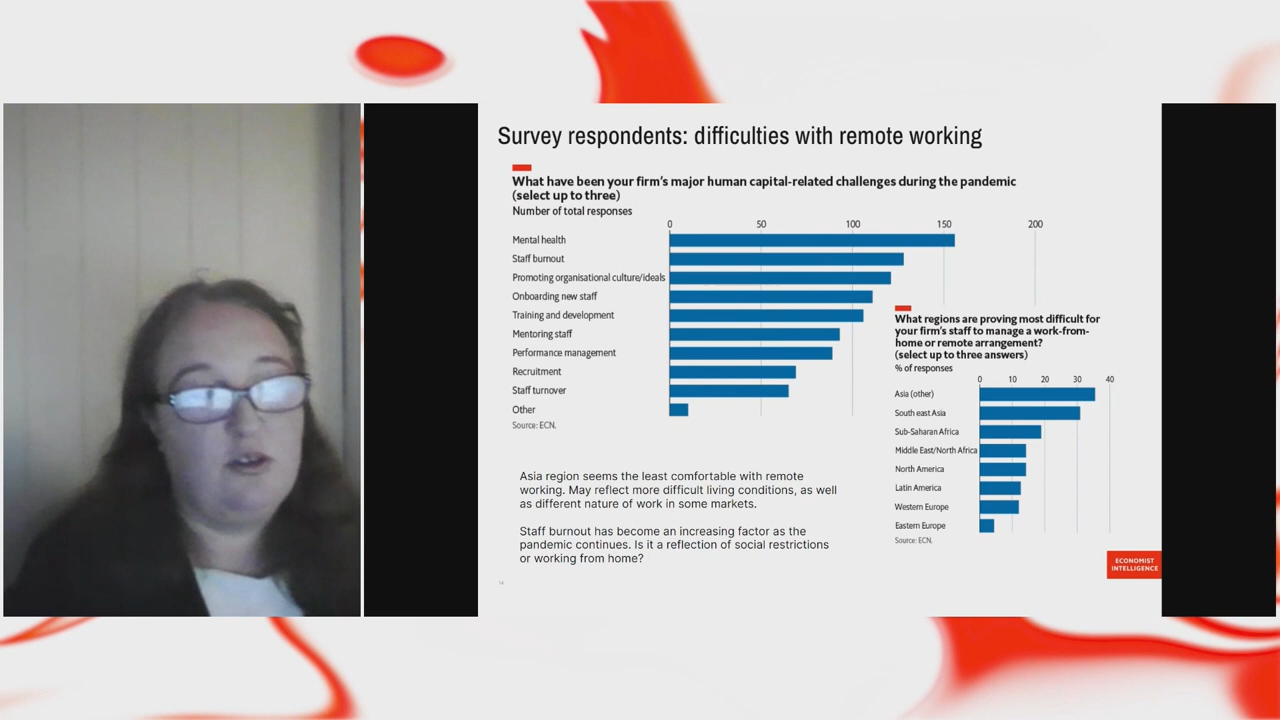 Survey respondents: difficulties with remote working
What have been your firm's major human capital-related challenges during the pandemic
(select up to three)
Number of total responses
0 50 100 150 200
Mental health
Staff burnout
Promoting organisational culture/ideals
Onboarding new staff
Training and development
Mentoring staff
Performance management
Recruitment
Staff turnover
Other
Source: ECN.
What regions are proving most difficult for
your firm's staff to manage a work-from-
home or remote arrangement?
(select up to three answers)
% of responses
0 10 20 30 40
Asia (other)
South east Asia
Sub-Saharan Africa
Middle East/North Africa
North America
Latin America
Western Europe
Eastern Europe
Source: ECN.
Asia region seems the least comfortable with remote
working. May reflect more difficult living conditions, as well
as different nature of work in some markets.
Staff burnout has become an increasing factor as the
pandemic continues. Is it a reflection of social restrictions
or working from home?
14
ECONOMIST
INTELLIGENCE